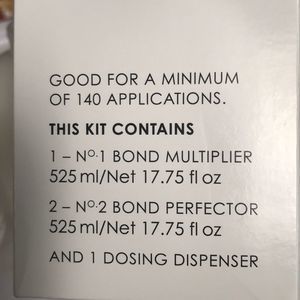 GOOD FOR A MINIMUM
OF 140 APPLICATIONS.
THIS KIT CONTAINS
1 – Nº.1 BOND MULTIPLIER
525 ml/Net 17.75 fl oz
2 – Nº.2 BOND PERFECTOR
525 ml/Net 17.75 fl oz
AND 1 DOSING DISPENSER